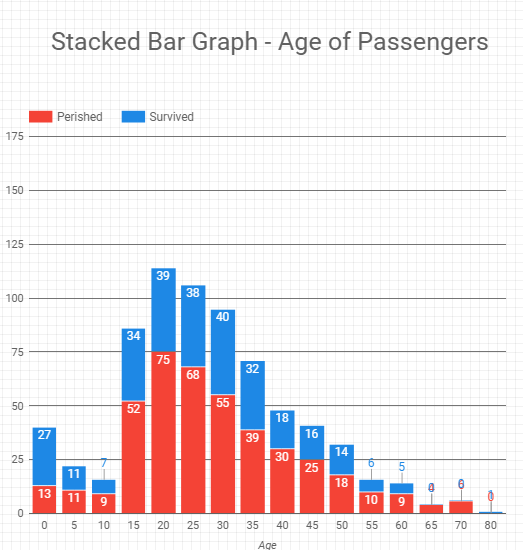 Stacked Bar Graph - Age of Passengers
Perished Survived
175
150
125
100
75
50
25
0
27 11 7 34 39 38 40 32 18 16 14 6 5
13 11 9 52 75 68 55 39 30 25 18 10 9
0 5 10 15 20 25 30 35 40 45 50 55 60 65 70 80
Age